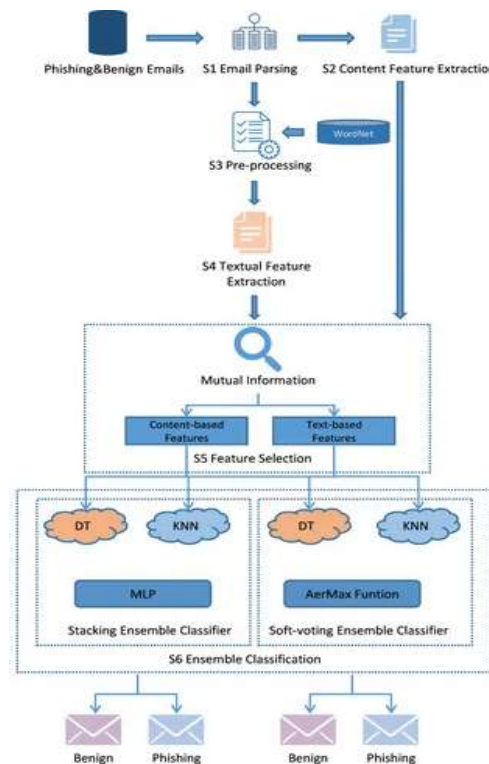 Phishing&Benign Emails
S1 Email Parsing
S2 Content Feature Extraction
WordNet
S3 Pre-processing
S4 Textual Feature
Extraction
Mutual Information
Content-based
Features
Text-based
Features
S5 Feature Selection
DT
KNN
DT
KNN
MLP
AerMax Funtion
Stacking Ensemble Classifier
Soft-voting Ensemble Classifier
S6 Ensemble Classification
Benign
Phishing
Benign
Phishing